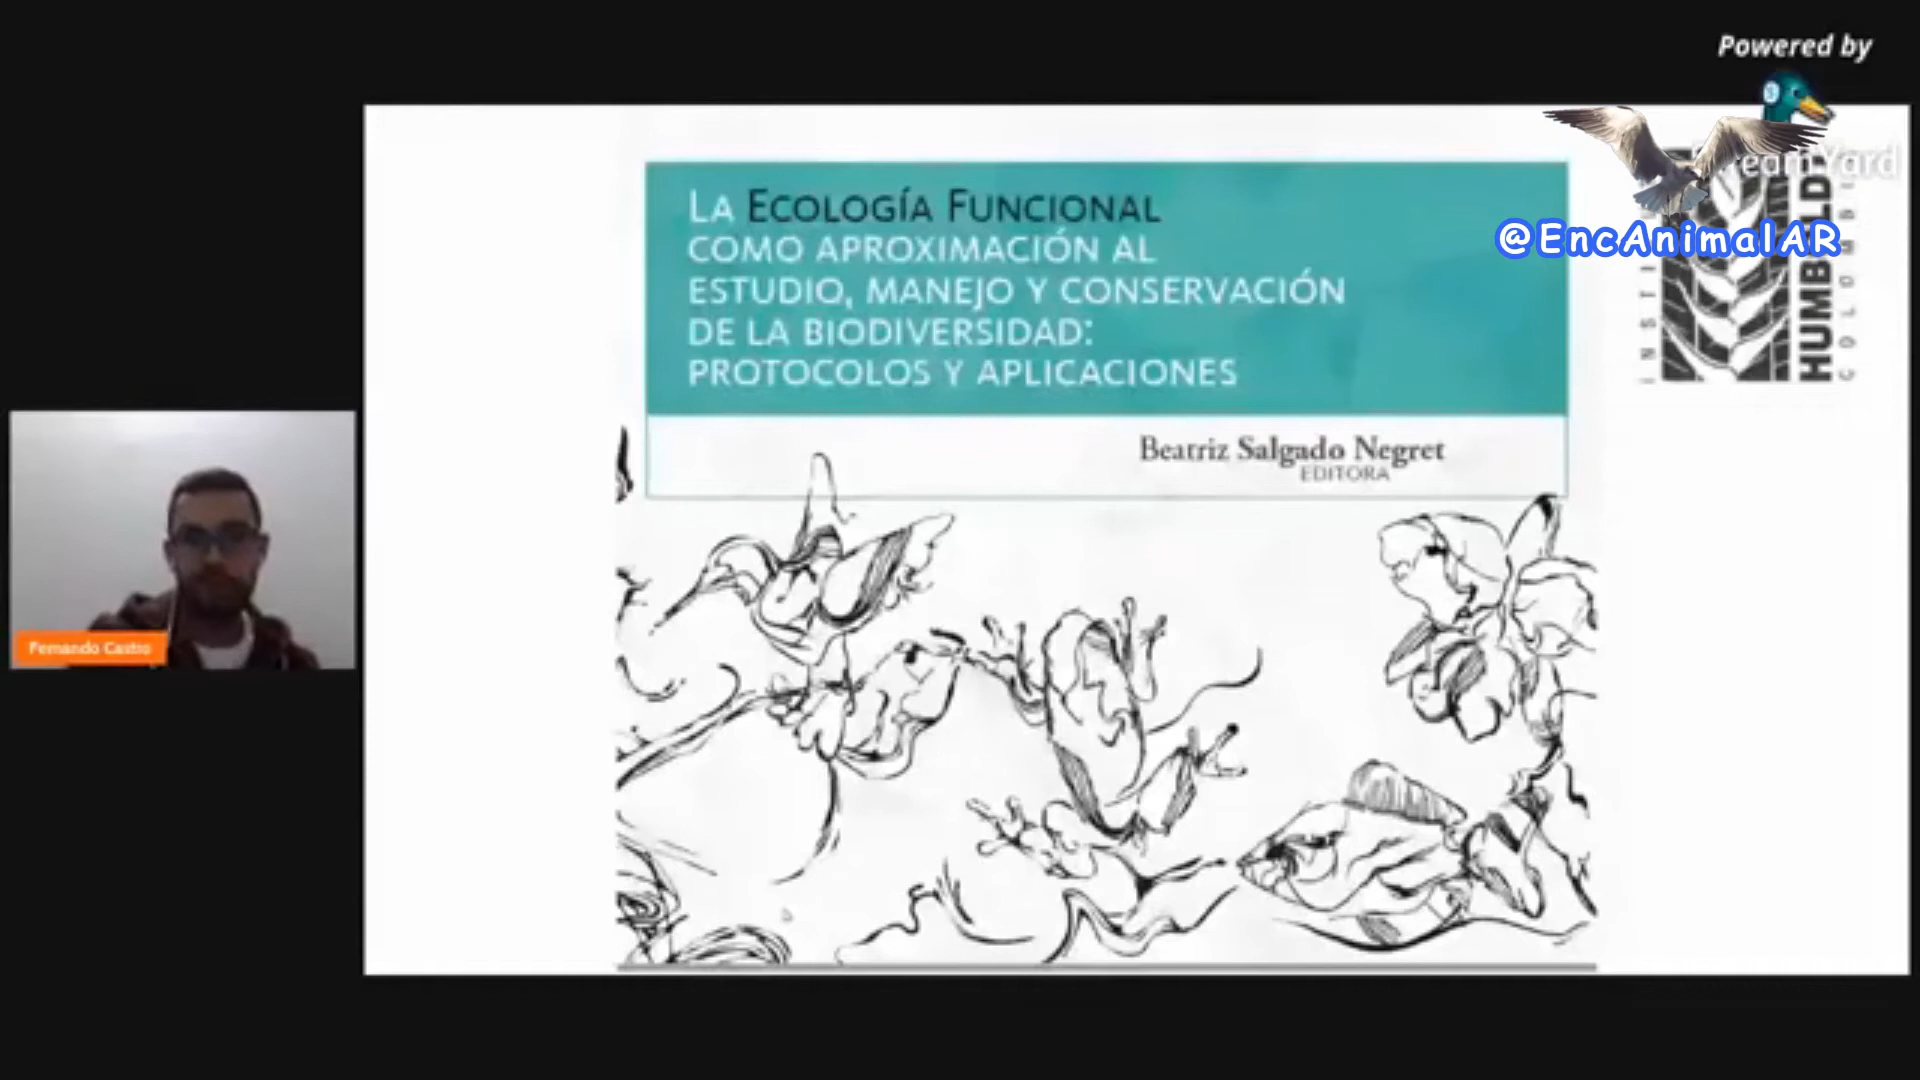 Powered by
LA ECOLOGÍA FUNCIONAL
COMO APROXIMACIÓN AL
ESTUDIO, MANEJO Y CONSERVACIÓN
DE LA BIODIVERSIDAD:
PROTOCOLOS Y APLICACIONES
@EncAnimalAR
HUMBOLDT
Beatriz Salgado Negret
EDITORA
Fernando Castro